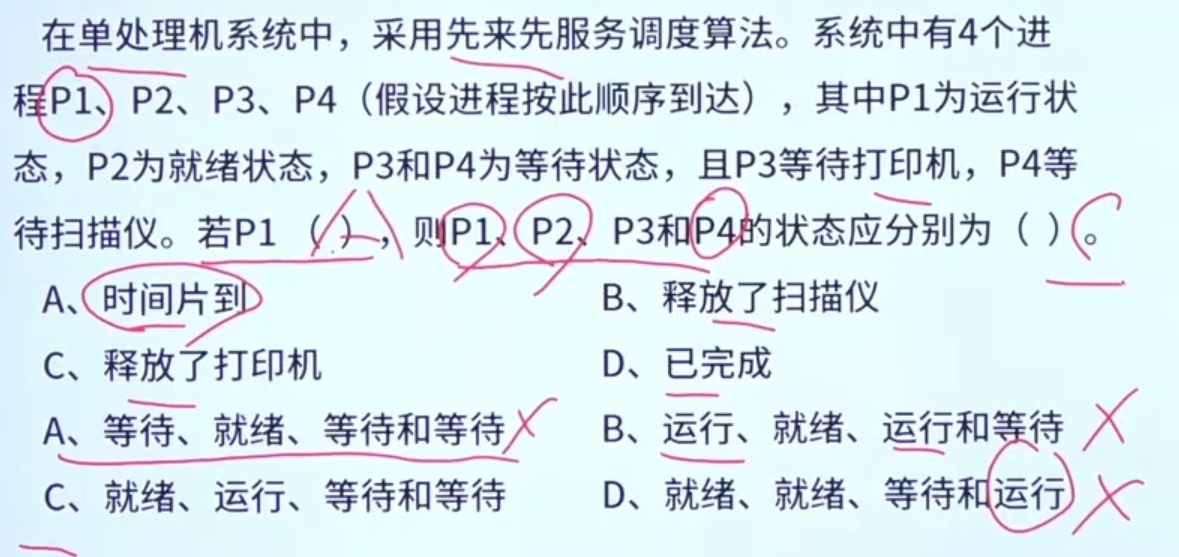 在单处理机系统中，采用先来先服务调度算法。系统中有4个进
程P1、P2、P3、P4（假设进程按此顺序到达），其中P1为运行状
态，P2为就绪状态，P3和P4为等待状态，且P3等待打印机，P4等
待扫描仪。若P1（ ），则P1、P2、P3和P4的状态应分别为（ ）。
A、时间片到 B、释放了扫描仪
C、释放了打印机 D、已完成
A、等待、就绪、等待和等待 B、运行、就绪、运行和等待
C、就绪、运行、等待和等待 D、就绪、就绪、等待和运行